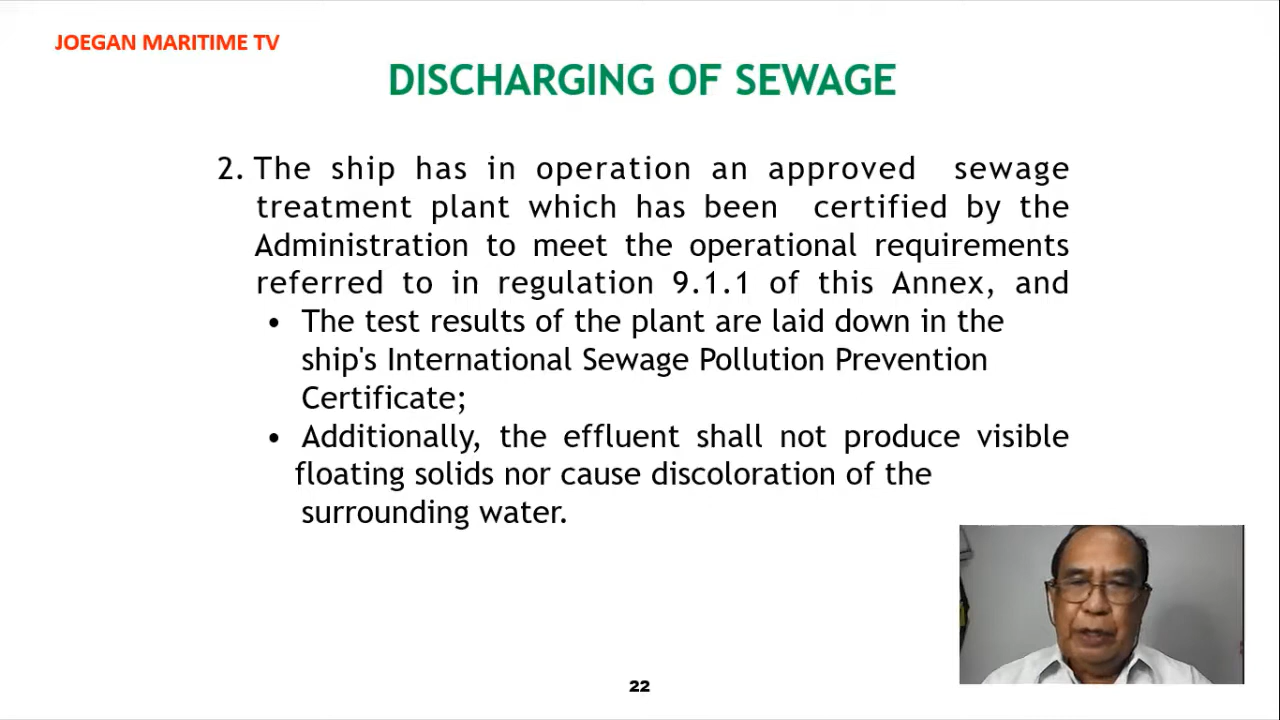 JOEGAN MARITIME TV
DISCHARGING OF SEWAGE
2. The ship has in operation an approved sewage
treatment plant which has been certified by the
Administration to meet the operational requirements
referred to in regulation 9.1.1 of this Annex, and
• The test results of the plant are laid down in the
ship's International Sewage Pollution Prevention
Certificate;
• Additionally, the effluent shall not produce visible
floating solids nor cause discoloration of the
surrounding water.
22